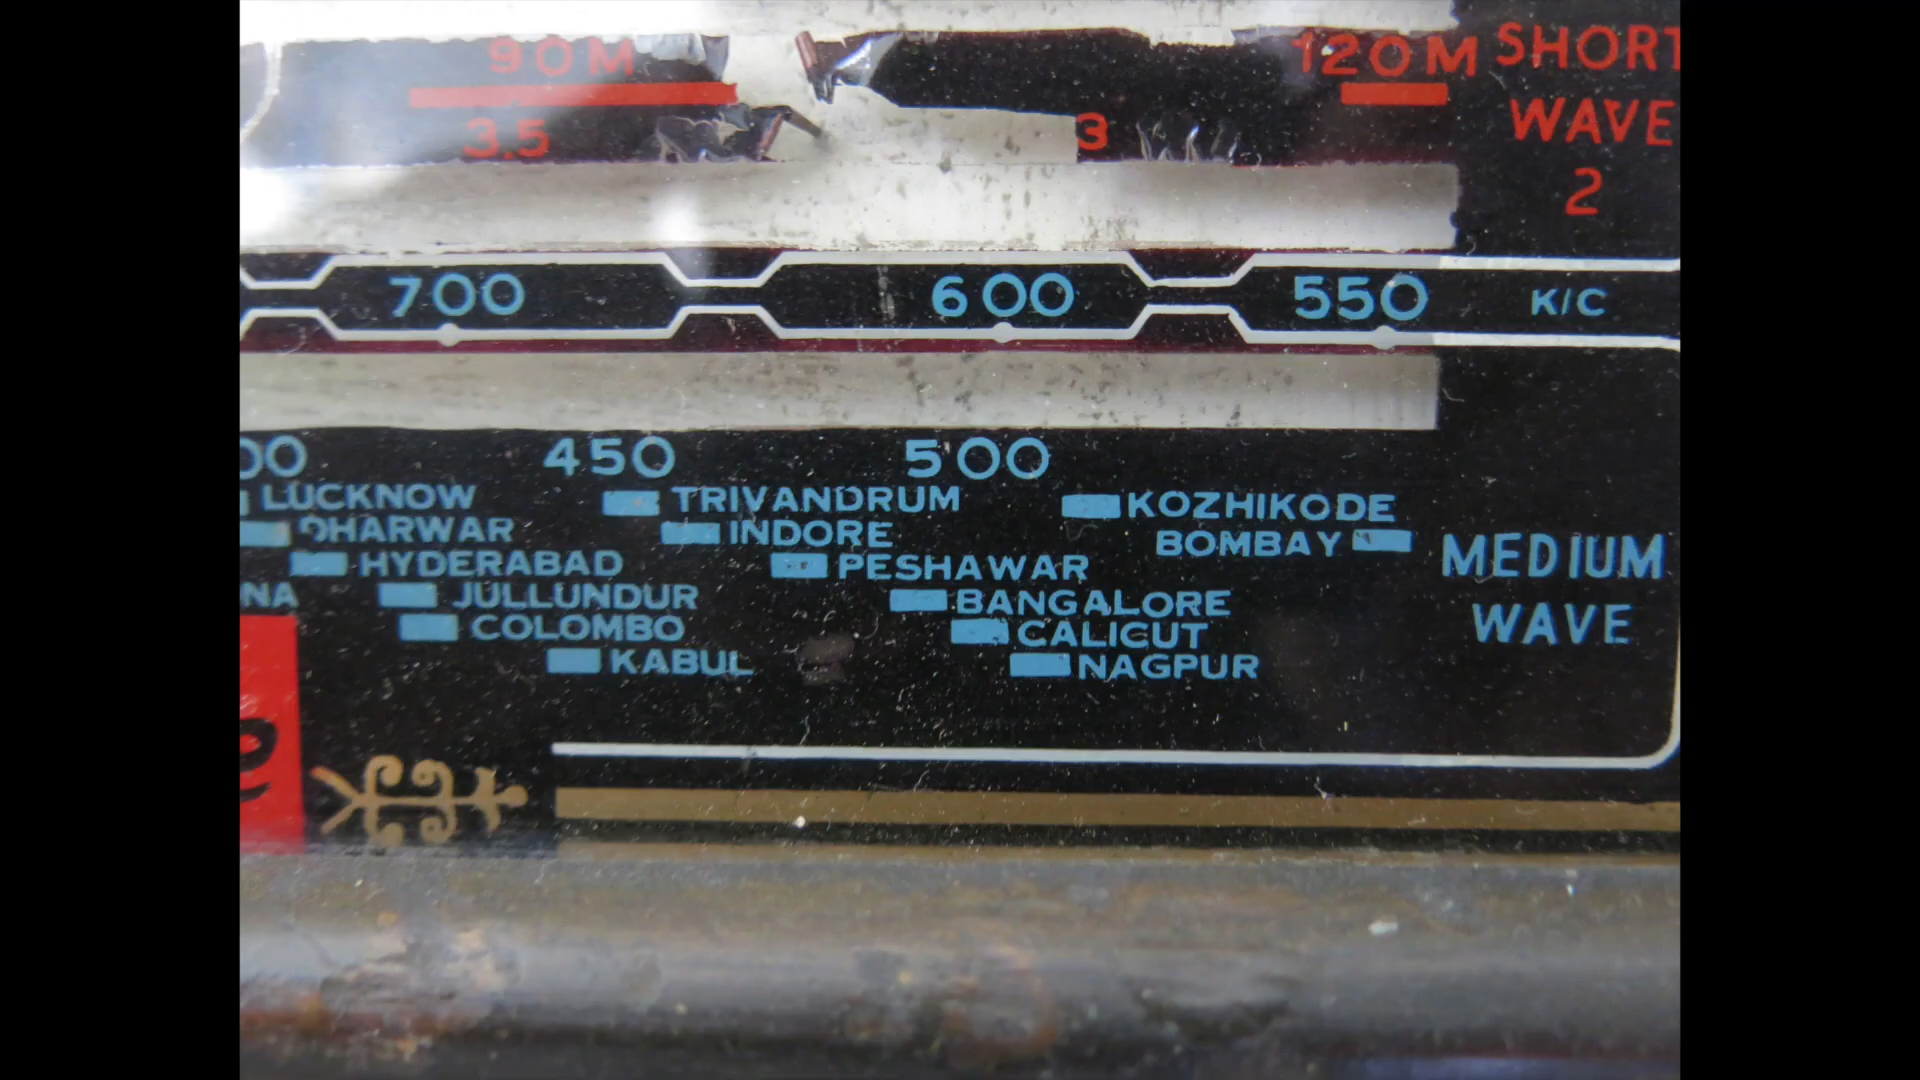 90M 120M SHORT
3.5 3 WAVE
2
700 600 550 K/C
450 500
LUCKNOW TRIVANDRUM KOZHIKODE
DHARWAR INDORE BOMBAY
HYDERABAD PESHAWAR MEDIUM
JULLUNDUR BANGALORE
COLOMBO CALICUT WAVE
KABUL NAGPUR